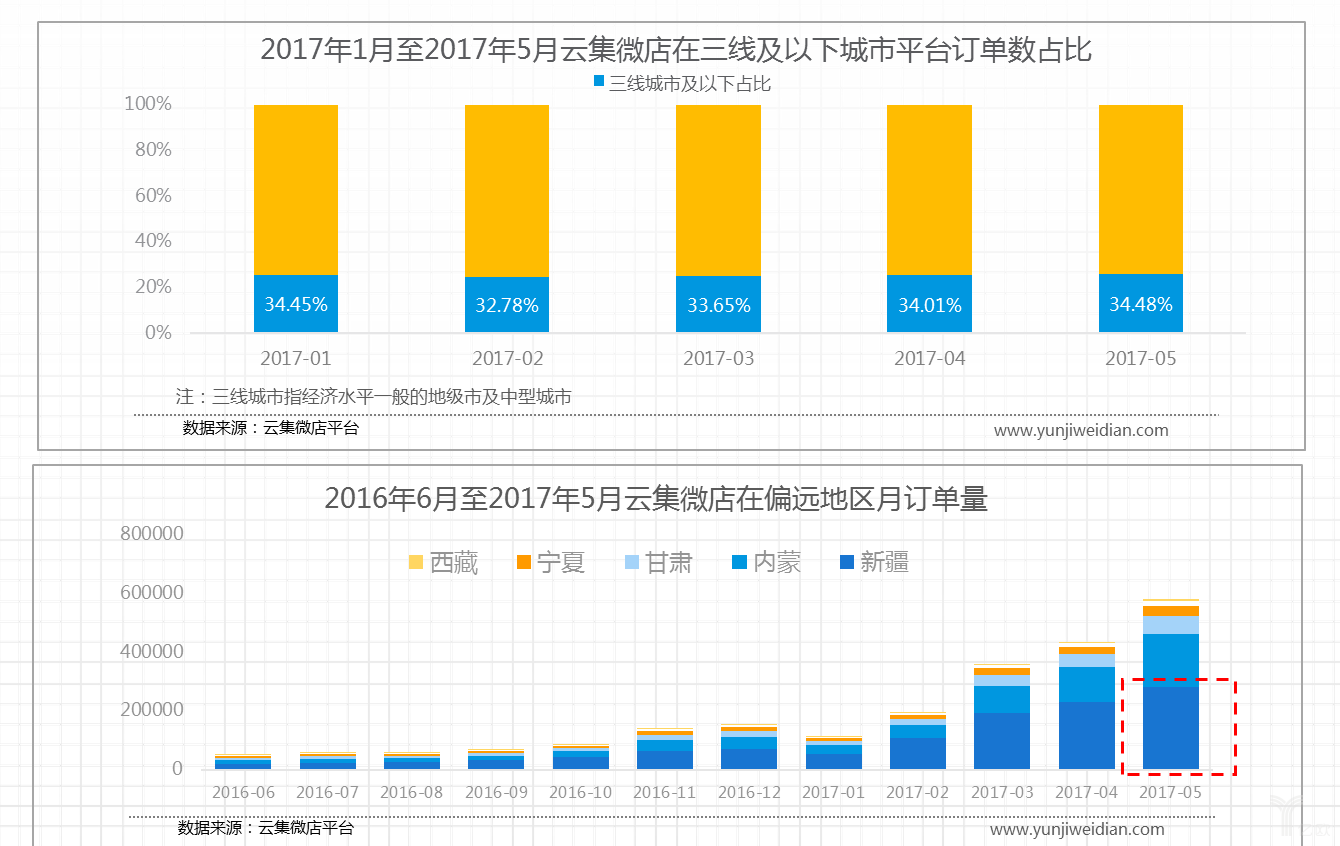 2017年1月至2017年5月云集微店在三线及以下城市平台订单数占比
三线城市及以下占比
100%
80%
60%
40%
20%
0%
34.45% 32.78% 33.65% 34.01% 34.48%
2017-01 2017-02 2017-03 2017-04 2017-05
注：三线城市指经济水平一般的地级市及中型城市
数据来源：云集微店平台 www.yunjiweidian.com
2016年6月至2017年5月云集微店在偏远地区月订单量
800000
西藏 宁夏 甘肃 内蒙 新疆
600000
400000
200000
0
2016-06 2016-07 2016-08 2016-09 2016-10 2016-11 2016-12 2017-01 2017-02 2017-03 2017-04 2017-05
数据来源：云集微店平台 www.yunjiweidian.com